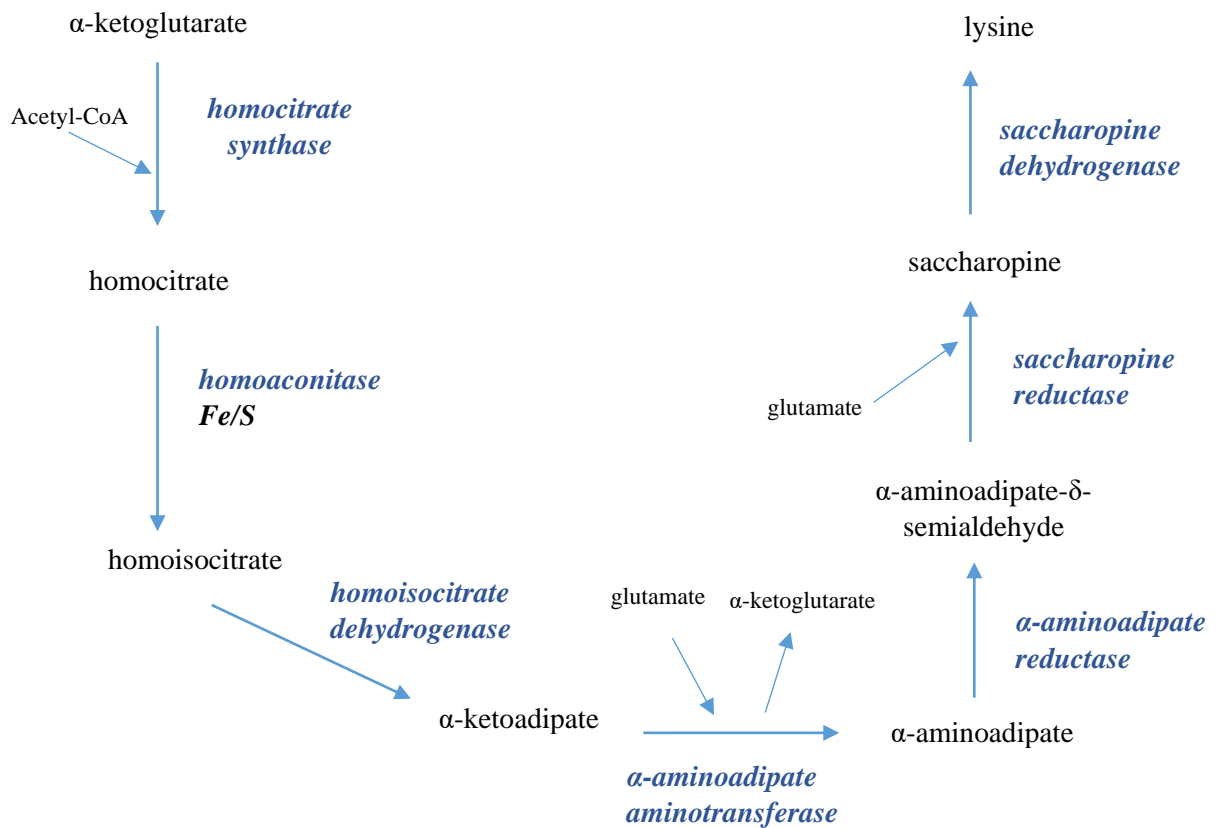 α-ketoglutarate
Acetyl-CoA
homocitrate
synthase
homocitrate
homoaconitase
Fe/S
homoisocitrate
homoisocitrate
dehydrogenase
α-ketoadipate
glutamate
α-ketoglutarate
α-aminoadipate
aminotransferase
α-aminoadipate
α-aminoadipate
reductase
α-aminoadipate-δ-
semialdehyde
glutamate
saccharopine
reductase
saccharopine
saccharopine
dehydrogenase
lysine